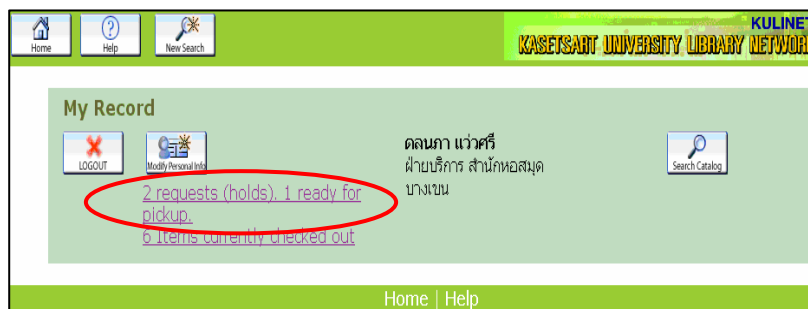 Home
Help
New Search
KULINET
KASETSART UNIVERSITY LIBRARY NETWOR
My Record
LOGOUT
Modify Personal Info
ดลนภา แว่วศรี
ฝ่ายบริการ สำนักหอสมุด
บางเขน
Search Catalog
2 requests (holds). 1 ready for
pickup.
6 Items currently checked out
Home | Help